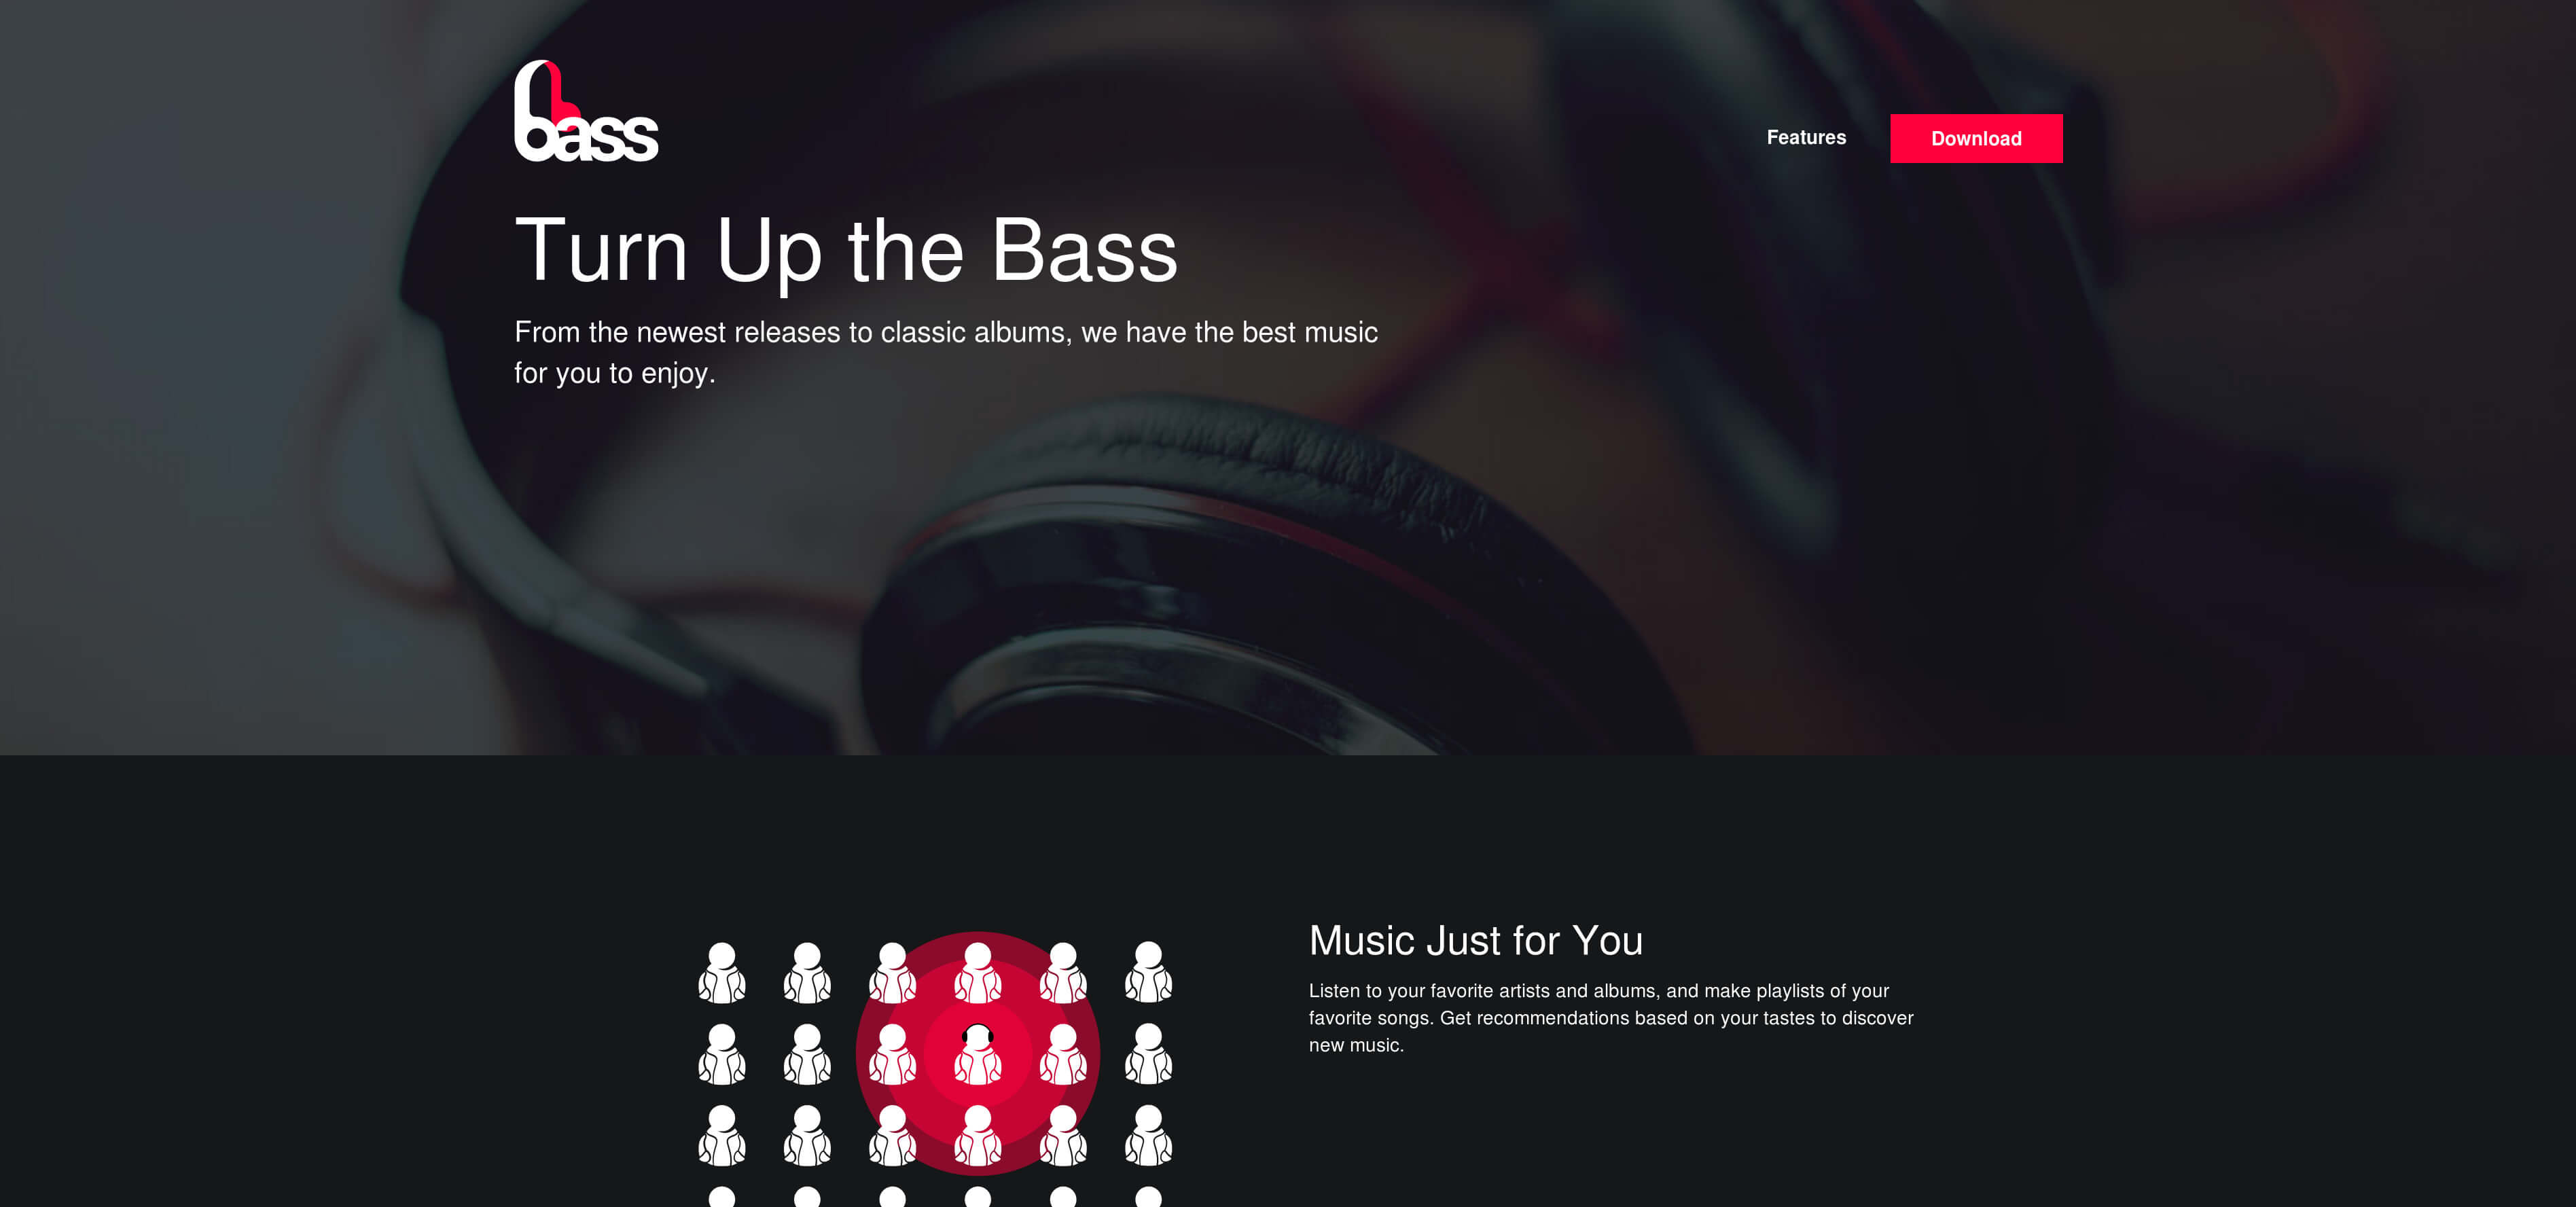 bass
Features
Download
Turn Up the Bass
From the newest releases to classic albums, we have the best music
for you to enjoy.
Music Just for You
Listen to your favorite artists and albums, and make playlists of your
favorite songs. Get recommendations based on your tastes to discover
new music.